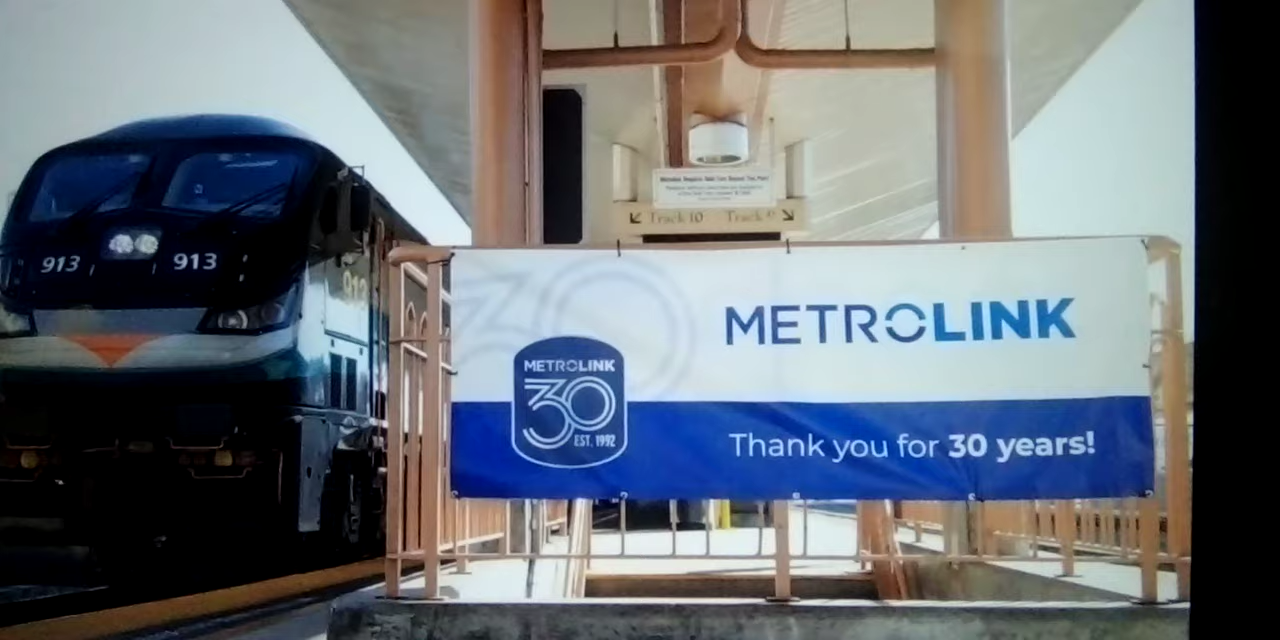 913
913
913
Track 10 Track 9
METROLINK
METROLINK
30
EST. 1992
Thank you for 30 years!